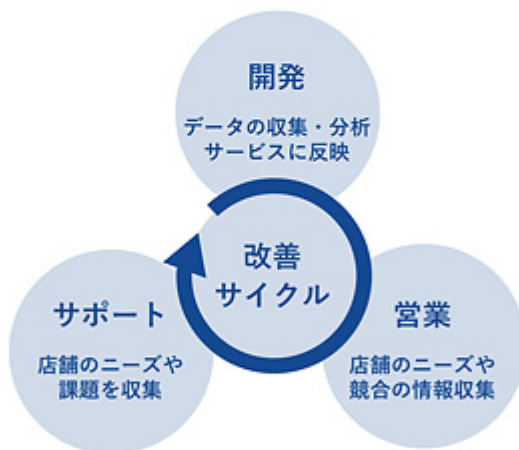 開発
データの収集・分析
サービスに反映
改善
サイクル
サポート
店舗のニーズや
課題を収集
営業
店舗のニーズや
競合の情報収集